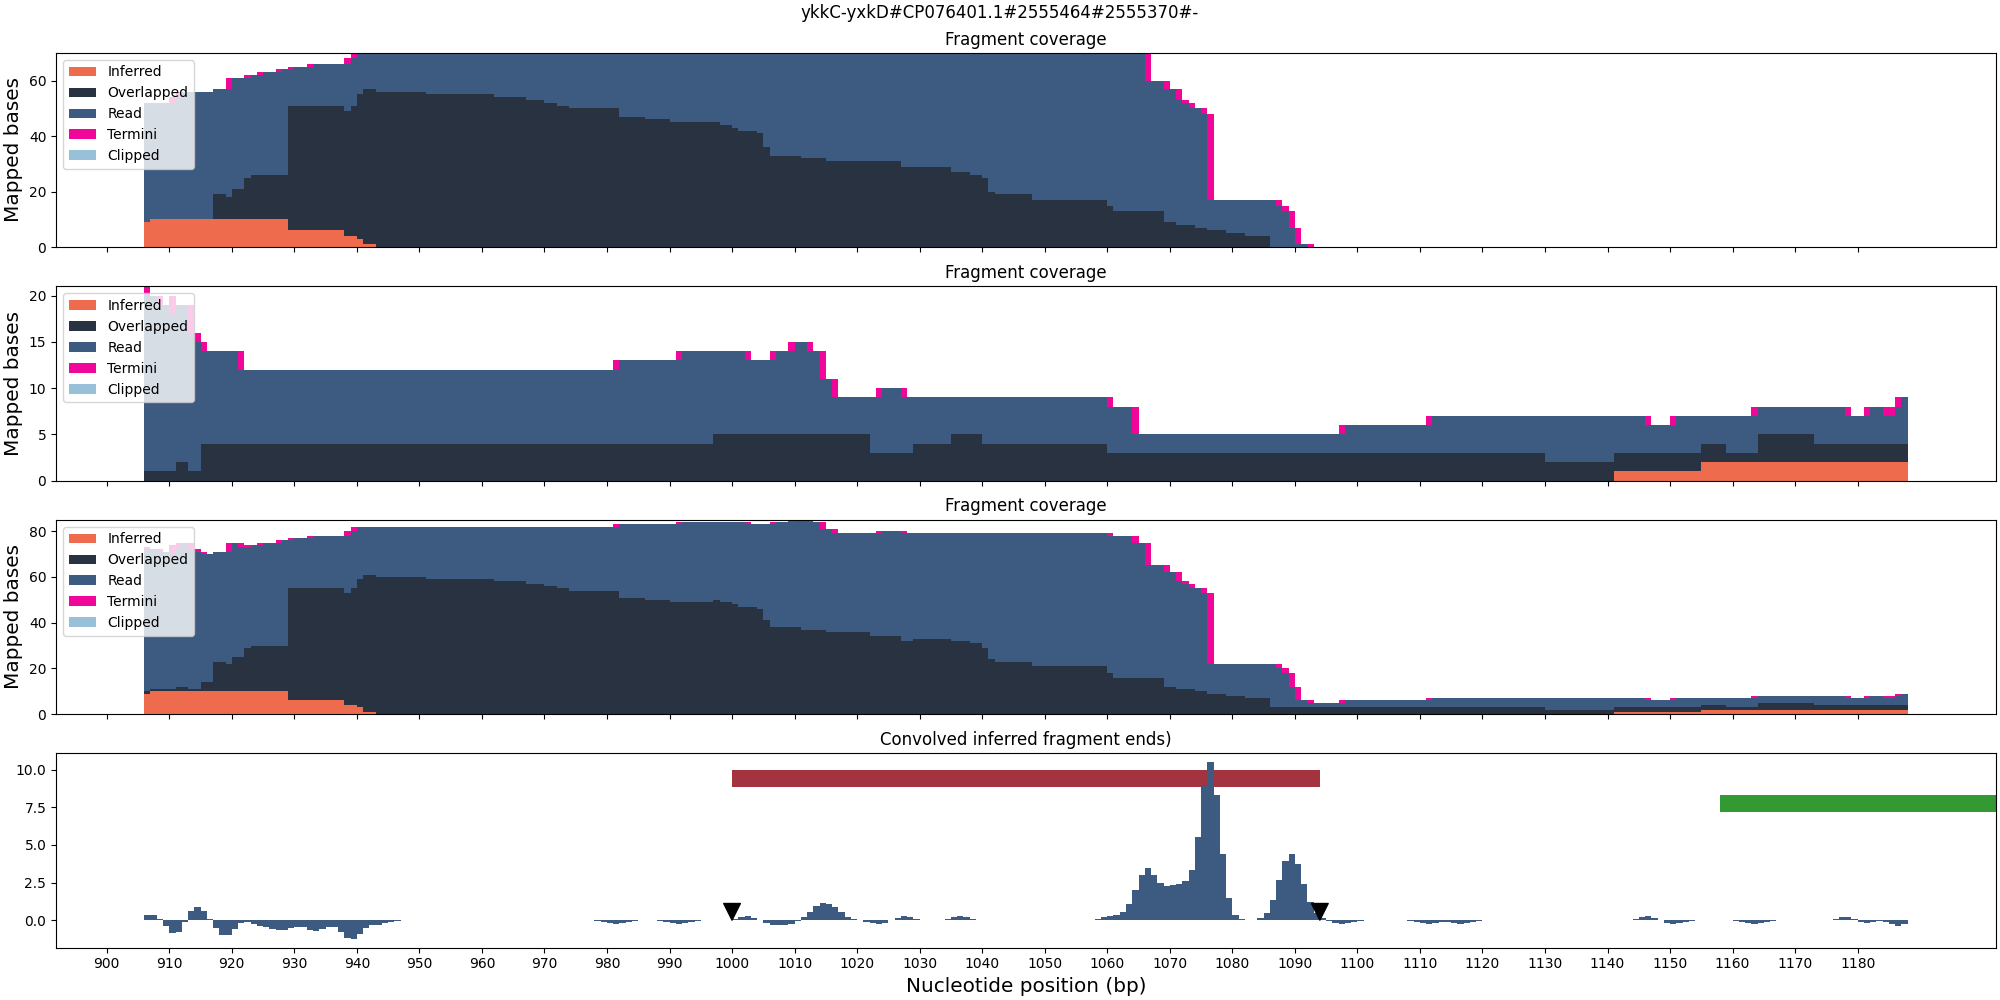 ykkC-yxkD#CP076401.1#2555464#2555370#-
Fragment coverage
Mapped bases
60
40
20
0
Inferred
Overlapped
Read
Termini
Clipped
Fragment coverage
Mapped bases
20
15
10
5
0
Inferred
Overlapped
Read
Termini
Clipped
Fragment coverage
Mapped bases
80
60
40
20
0
Inferred
Overlapped
Read
Termini
Clipped
Convolved inferred fragment ends)
10.0
7.5
5.0
2.5
0.0
900 910 920 930 940 950 960 970 980 990 1000 1010 1020 1030 1040 1050 1060 1070 1080 1090 1100 1110 1120 1130 1140 1150 1160 1170 1180
Nucleotide position (bp)